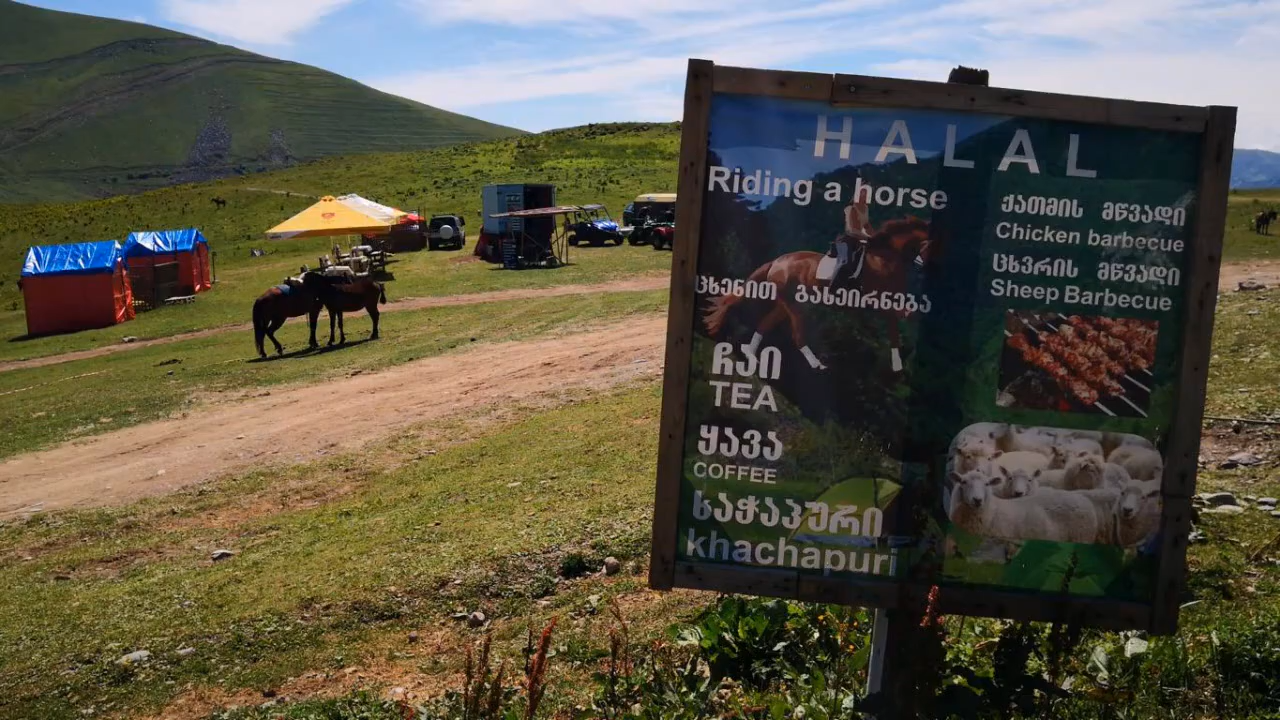 HALAL
Riding a horse
ცხენით გასეირნება
ჩაი
TEA
ყავა
COFFEE
ხაჭაპური
khachapuri
ქათმის მწვადი
Chicken barbecue
ცხვრის მწვადი
Sheep Barbecue